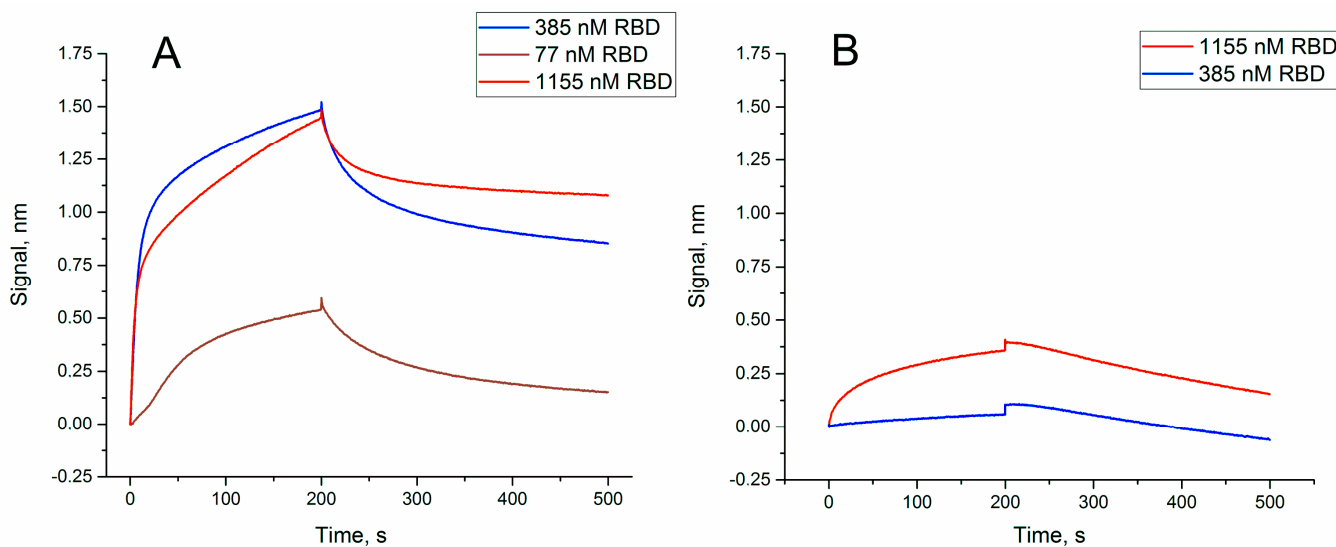 A
385 nM RBD
77 nM RBD
1155 nM RBD
1.75
1.50
1.25
1.00
0.75
0.50
0.25
0.00
-0.25
Signal, nm
0 100 200 300 400 500
Time, s
B
1155 nM RBD
385 nM RBD
1.75
1.50
1.25
1.00
0.75
0.50
0.25
0.00
-0.25
Signal, nm
0 100 200 200 300 400 500
Time, s